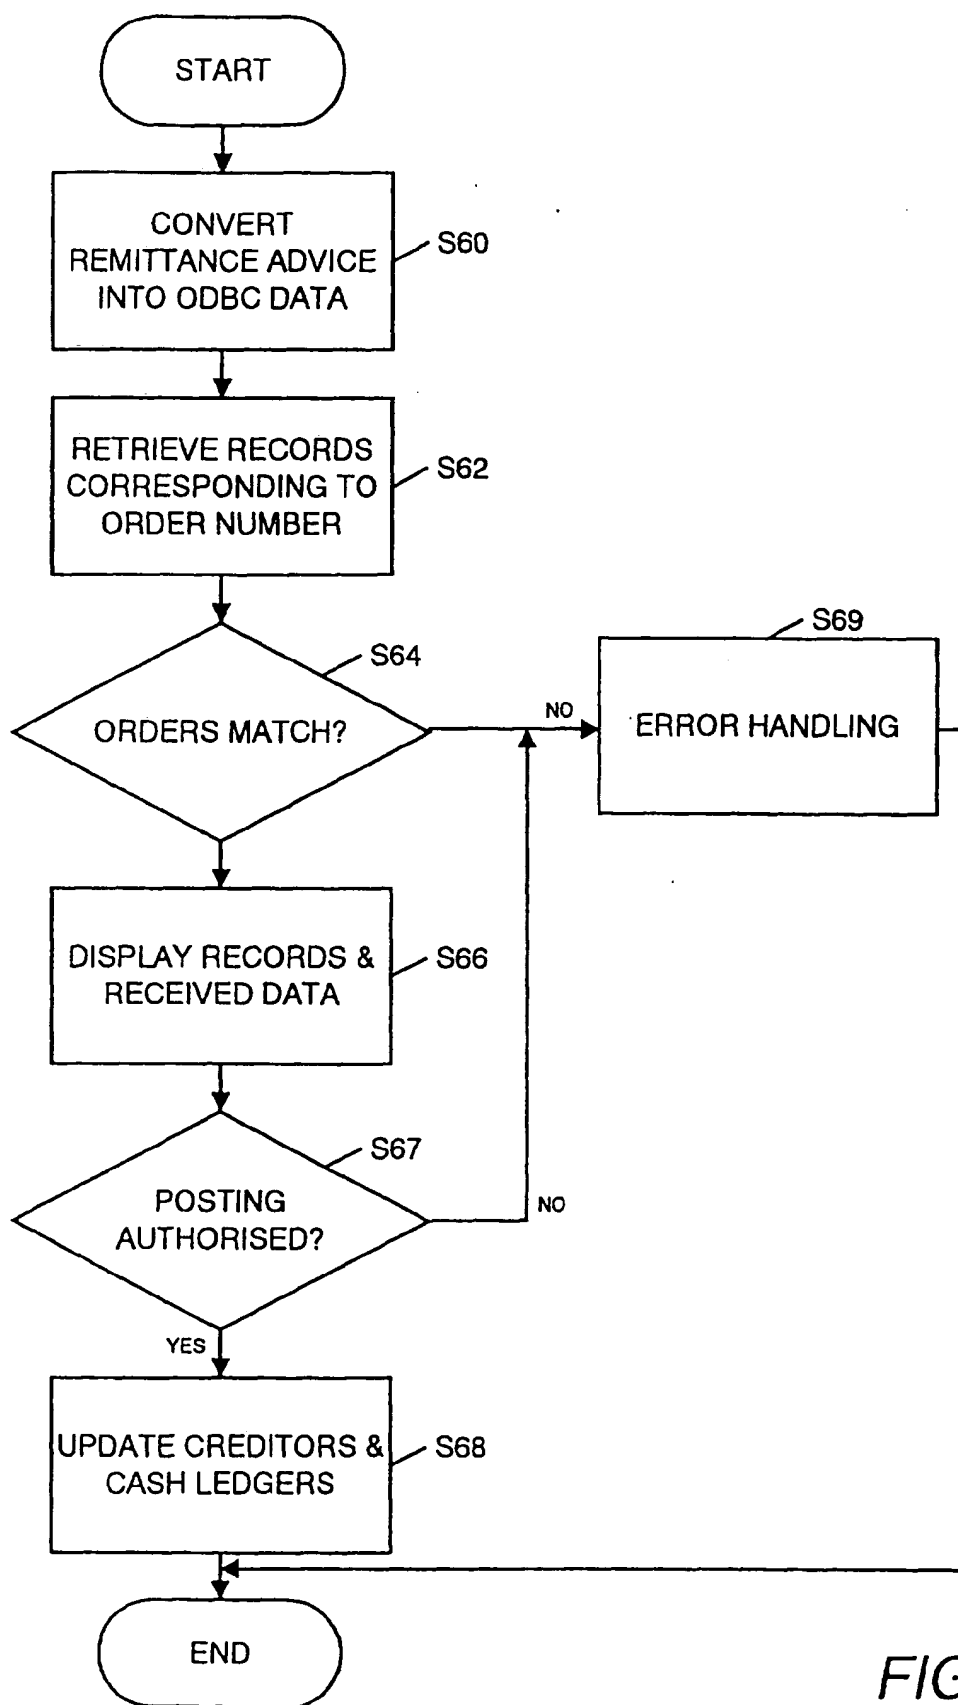 START
CONVERT
REMITTANCE ADVICE
INTO ODBC DATA
S60
RETRIEVE RECORDS
CORRESPONDING TO
ORDER NUMBER
S62
S64
ORDERS MATCH?
NO
S69
ERROR HANDLING
DISPLAY RECORDS &
RECEIVED DATA
S66
S67
POSTING
AUTHORISED?
NO
YES
UPDATE CREDITORS &
CASH LEDGERS
S68
END
FIG